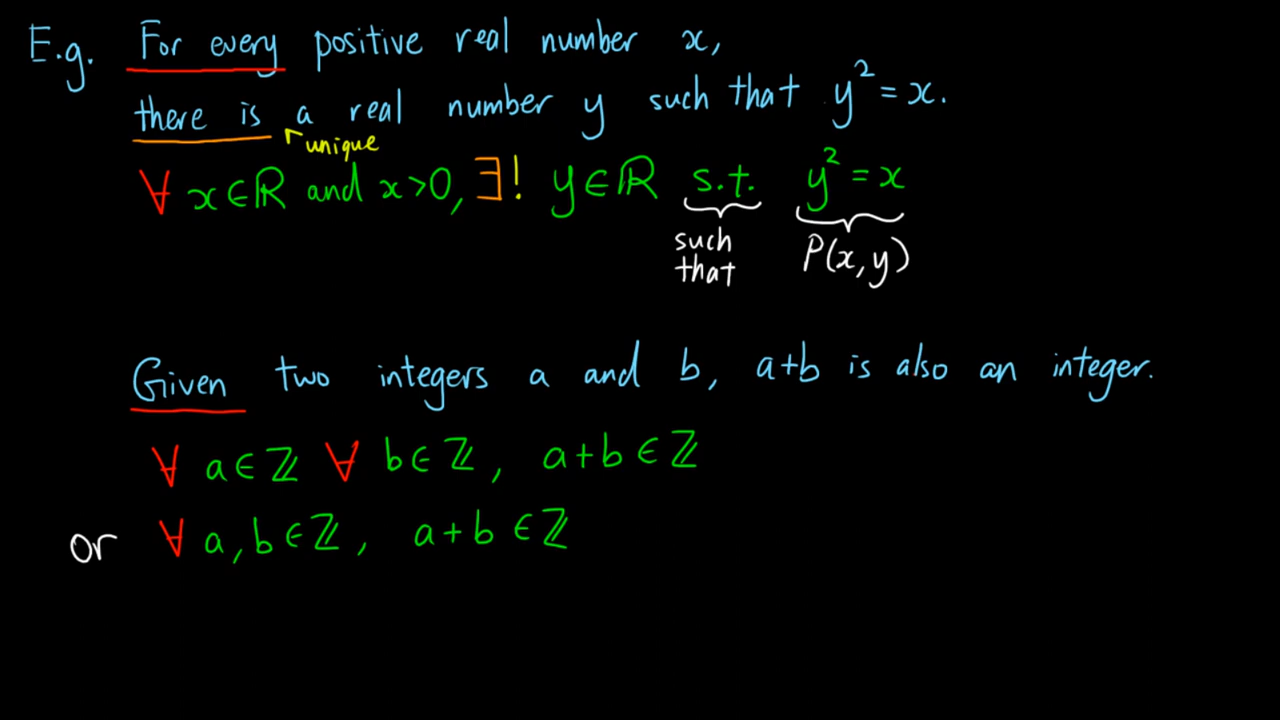 E.g. For every positive real number x,
there is a real number y such that y² = x.
unique
∀ x∈ℝ and x>0, ∃! y∈ℝ s.t. y² = x
such that
P(x,y)
Given two integers a and b, a+b is also an integer.
∀ a∈ℤ ∀ b∈ℤ, a+b∈ℤ
or ∀ a,b∈ℤ, a+b∈ℤ